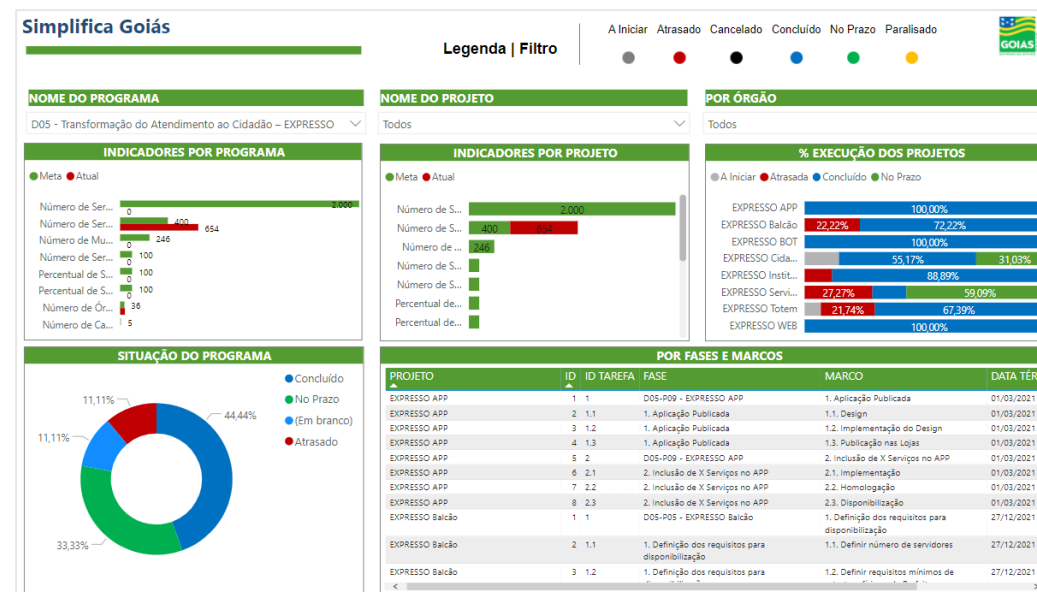 Simplifica Goiás
Legenda | Filtro
A Iniciar Atrasado Cancelado Concluído No Prazo Paralisado
GOIÁS
NOME DO PROGRAMA
D05 - Transformação do Atendimento ao Cidadão – EXPRESSO
NOME DO PROJETO
Todos
POR ÓRGÃO
Todos
INDICADORES POR PROGRAMA
Meta Atual
Número de Ser... 2.000 0
Número de Ser... 400 654
Número de Mu... 246 0
Número de Ser... 100 0
Percentual de S... 100 0
Percentual de S... 100 0
Número de Ór... 36
Número de Ca... 5
INDICADORES POR PROJETO
Meta Atual
Número de S... 2.000
Número de S... 400 654
Número de ... 246
Número de S...
Número de S...
Percentual de...
Percentual de...
% EXECUÇÃO DOS PROJETOS
A Iniciar Atrasada Concluído No Prazo
EXPRESSO APP 100,00%
EXPRESSO Balcão 22,22% 72,22%
EXPRESSO BOT 100,00%
EXPRESSO Cida... 55,17% 31,03%
EXPRESSO Instit... 88,89%
EXPRESSO Servi... 27,27% 59,09%
EXPRESSO Totem 21,74% 67,39%
EXPRESSO WEB 100,00%
SITUAÇÃO DO PROGRAMA
Concluído
No Prazo
(Em branco)
Atrasado
11,11%
44,44%
11,11%
33,33%
POR FASES E MARCOS
PROJETO ID ID TAREFA FASE MARCO DATA TÉR
EXPRESSO APP 1 1 D05-P09 - EXPRESSO APP 1. Aplicação Publicada 01/03/2021
EXPRESSO APP 2 1.1 1. Aplicação Publicada 1.1. Design 01/03/2021
EXPRESSO APP 3 1.2 1. Aplicação Publicada 1.2. Implementação do Design 01/03/2021
EXPRESSO APP 4 1.3 1. Aplicação Publicada 1.3. Publicação nas Lojas 01/03/2021
EXPRESSO APP 5 2 D05-P09 - EXPRESSO APP 2. Inclusão de X Serviços no APP 01/03/2021
EXPRESSO APP 6 2.1 2. Inclusão de X Serviços no APP 2.1. Implementação 01/03/2021
EXPRESSO APP 7 2.2 2. Inclusão de X Serviços no APP 2.2. Homologação 01/03/2021
EXPRESSO APP 8 2.3 2. Inclusão de X Serviços no APP 2.3. Disponibilização 01/03/2021
EXPRESSO Balcão 1 1 D05-P05 - EXPRESSO Balcão 1. Definição dos requisitos para 27/12/2021
disponibilização
EXPRESSO Balcão 2 1.1 1. Definição dos requisitos para 1.1. Definir número de servidores 27/12/2021
disponibilização
EXPRESSO Balcão 3 1.2 1. Definição dos requisitos para 1.2. Definir requisitos mínimos de 27/12/2021